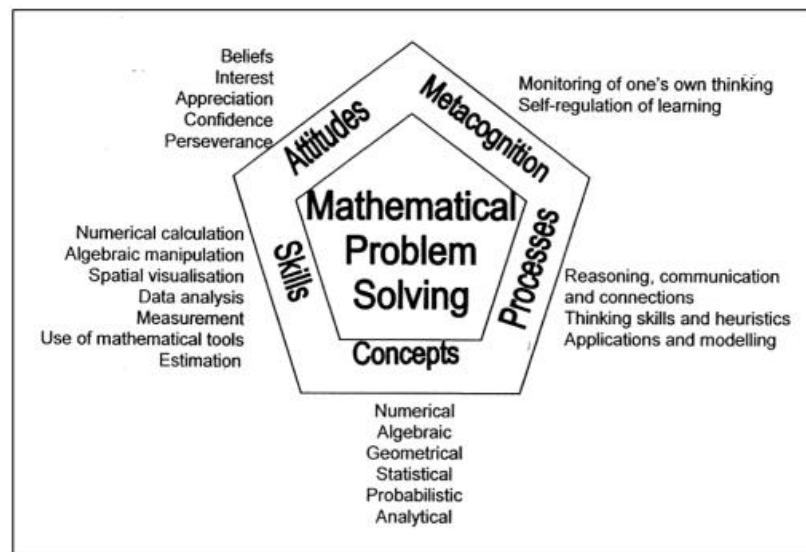 Beliefs
Interest
Appreciation
Confidence
Perseverance
Attitudes
Metacognition
Monitoring of one's own thinking
Self-regulation of learning
Mathematical
Problem
Solving
Numerical calculation
Algebraic manipulation
Spatial visualisation
Data analysis
Measurement
Use of mathematical tools
Estimation
Skills
Processes
Reasoning, communication
and connections
Thinking skills and heuristics
Applications and modelling
Concepts
Numerical
Algebraic
Geometrical
Statistical
Probabilistic
Analytical